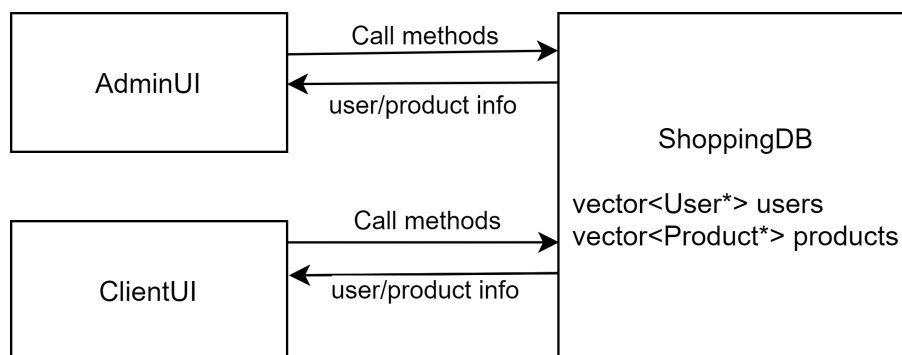 Call methods
AdminUI
user/product info
ShoppingDB
vector<User*> users
vector<Product*> products
Call methods
ClientUI
user/product info